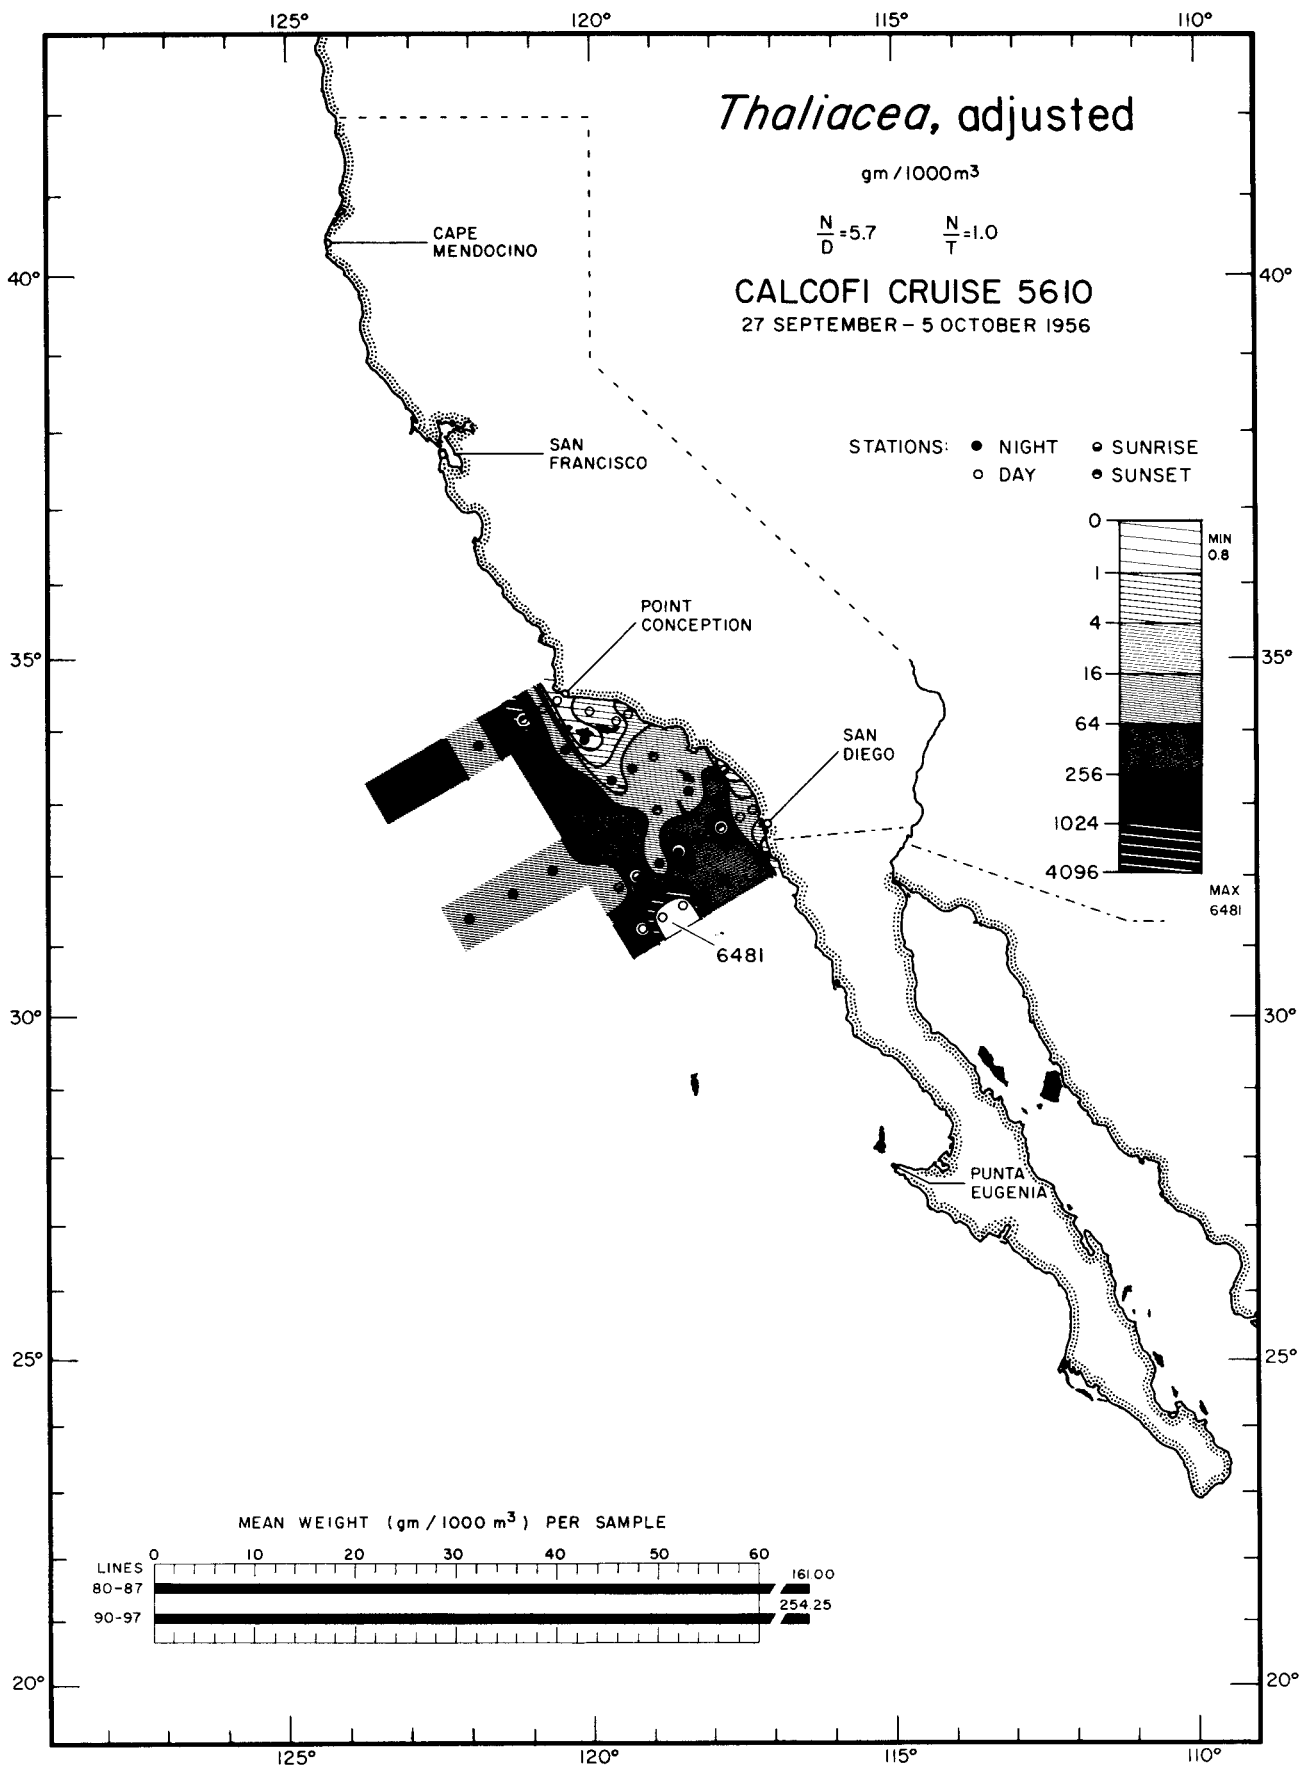 125° 120° 115° 110°
Thaliacea, adjusted
gm/1000m³
N/D=5.7 N/T=1.0
CALCOFI CRUISE 5610
27 SEPTEMBER – 5 OCTOBER 1956
CAPE
MENDOCINO
40° 40°
STATIONS: NIGHT SUNRISE
DAY SUNSET
SAN
FRANCISCO
0
MIN
0.8
1
4
16
64
256
1024
4096
MAX
6481
POINT
CONCEPTION
35° 35°
SAN
DIEGO
6481
30° 30°
PUNTA
EUGENIA
25° 25°
MEAN WEIGHT (gm/1000 m³) PER SAMPLE
0 10 20 30 40 50 60
LINES
80-87 161.00
90-97 254.25
20° 20°
125° 120° 115° 110°